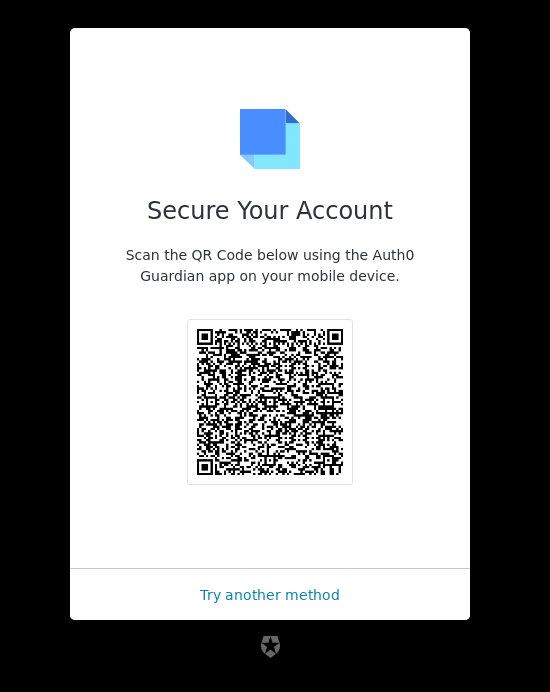 Secure Your Account
Scan the QR Code below using the Auth0
Guardian app on your mobile device.
Try another method